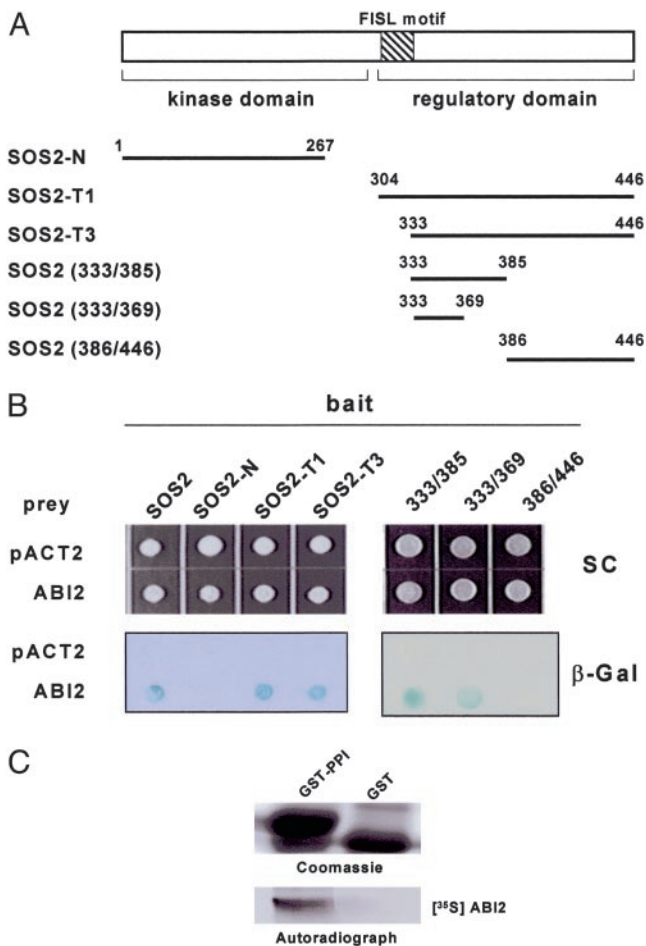 A
FISL motif
kinase domain
regulatory domain
SOS2-N
1
267
SOS2-T1
304
446
SOS2-T3
333
446
SOS2 (333/385)
333
385
SOS2 (333/369)
333
369
SOS2 (386/446)
386
446
B
bait
prey
SOS2
SOS2-N
SOS2-T1
SOS2-T3
333/385
333/369
386/446
pACT2
ABI2
SC
pACT2
ABI2
β-Gal
C
GST-PPI
GST
Coomassie
[³⁵S] ABI2
Autoradiograph